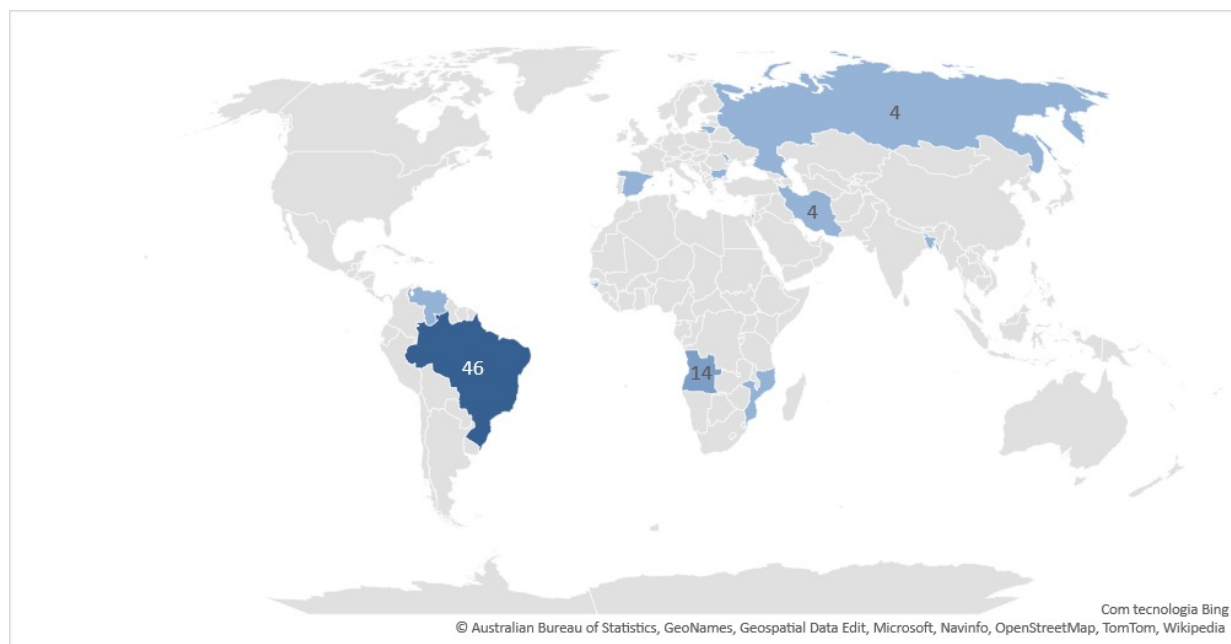 4
4
46
14
Com tecnologia Bing
© Australian Bureau of Statistics, GeoNames, Geospatial Data Edit, Microsoft, Navinfo, OpenStreetMap, TomTom, Wikipedia